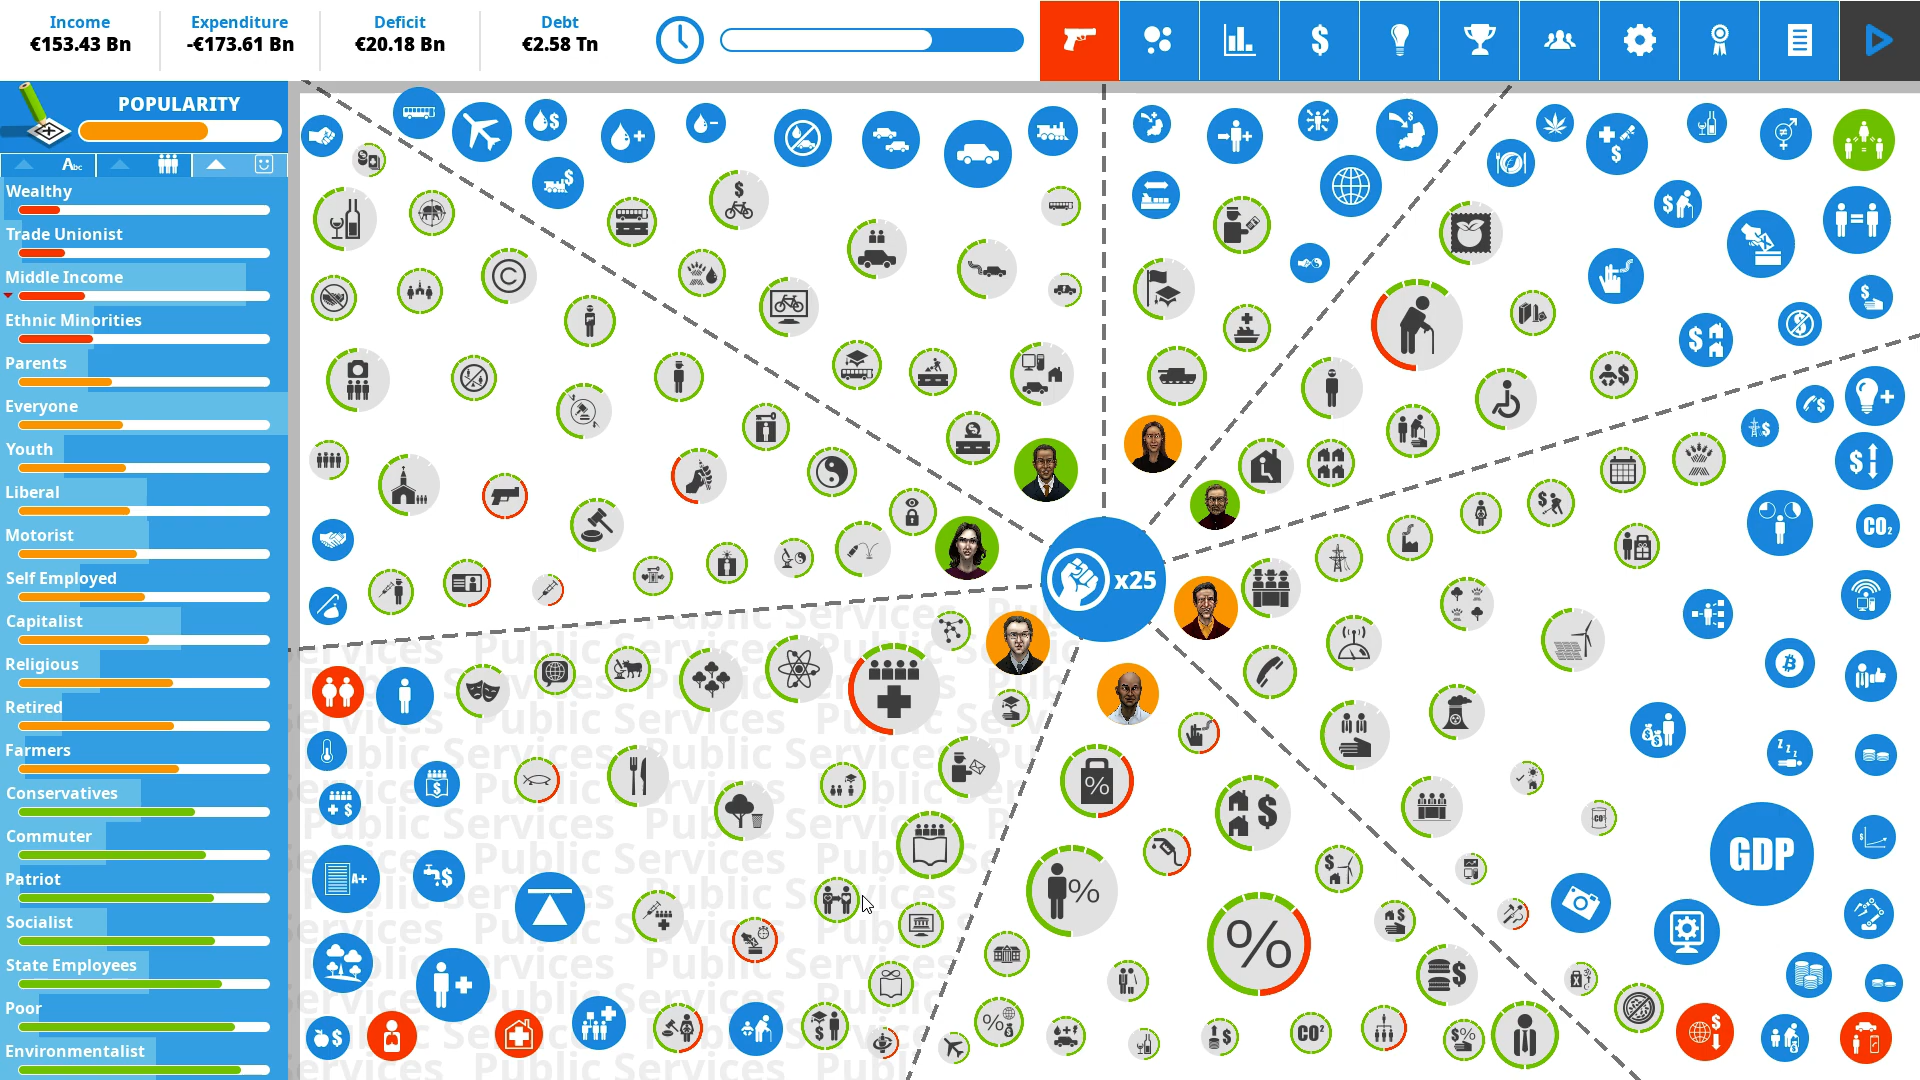 Income
€153.43 Bn
Expenditure
-€173.61 Bn
Deficit
€20.18 Bn
Debt
€2.58 Tn
POPULARITY
Abc
Wealthy
Trade Unionist
Middle Income
Ethnic Minorities
Parents
Everyone
Youth
Liberal
Motorist
Self Employed
Capitalist
Religious
Retired
Farmers
Conservatives
Commuter
Patriot
Socialist
State Employees
Poor
Environmentalist
x25
Public Services
GDP
CO₂
CO²
A+